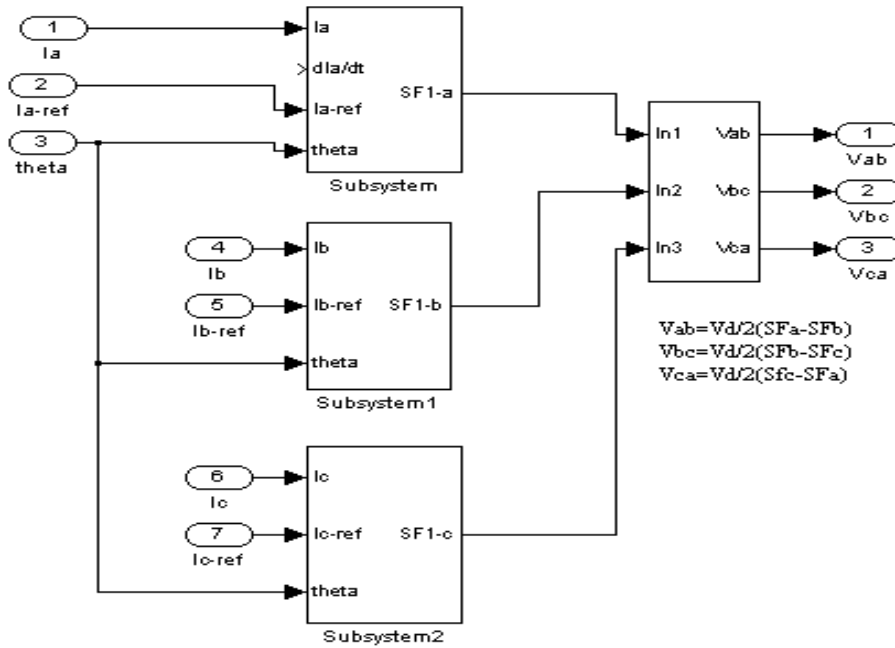 1
Ia
2
Ia-ref
3
theta
Ia
dIa/dt
Ia-ref
theta
SF1-a
Subsystem
4
Ib
5
Ib-ref
Ib
Ib-ref
theta
SF1-b
Subsystem1
6
Ic
7
Ic-ref
Ic
Ic-ref
theta
SF1-c
Subsystem2
In1
In2
In3
Vab
Vbc
Vca
1
Vab
2
Vbc
3
Vca
Vab=Vd/2(SFa-SFb)
Vbc=Vd/2(SFb-SFc)
Vca=Vd/2(Sfc-SFa)